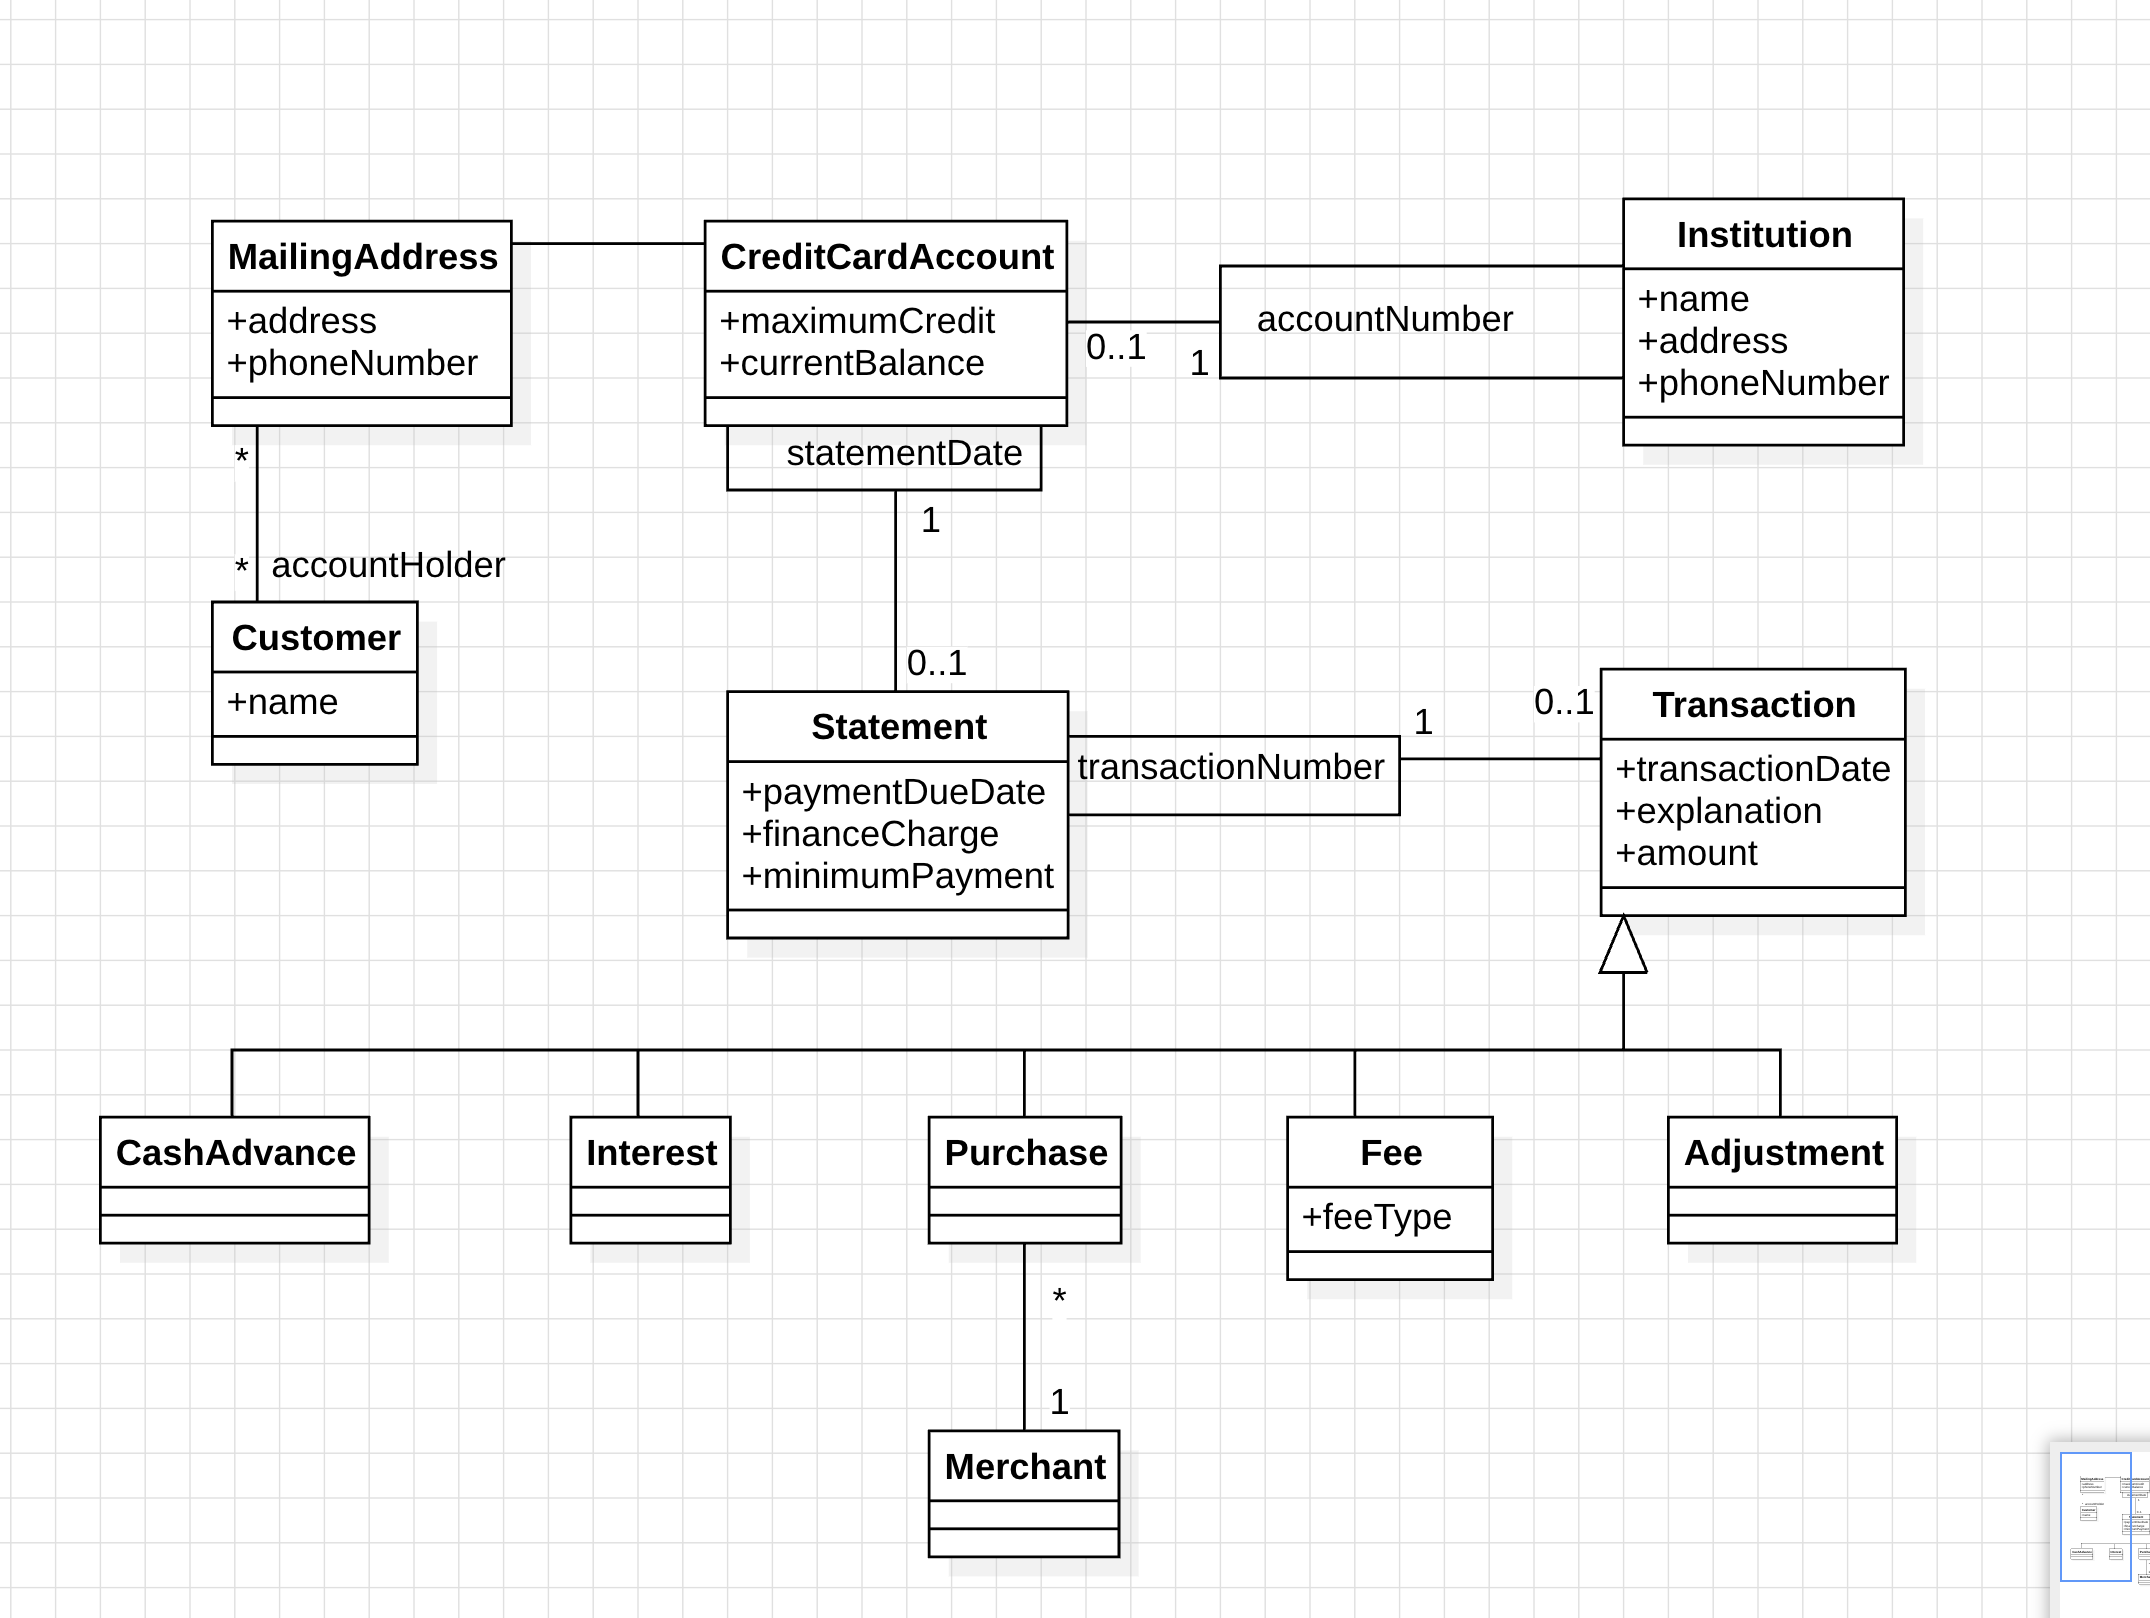 MailingAddress
+address
+phoneNumber
CreditCardAccount
+maximumCredit
+currentBalance
statementDate
0..1
1
accountNumber
Institution
+name
+address
+phoneNumber
*
* accountHolder
Customer
+name
1
0..1
Statement
+paymentDueDate
+financeCharge
+minimumPayment
transactionNumber
1
0..1
Transaction
+transactionDate
+explanation
+amount
CashAdvance
Interest
Purchase
Fee
+feeType
Adjustment
*
1
Merchant